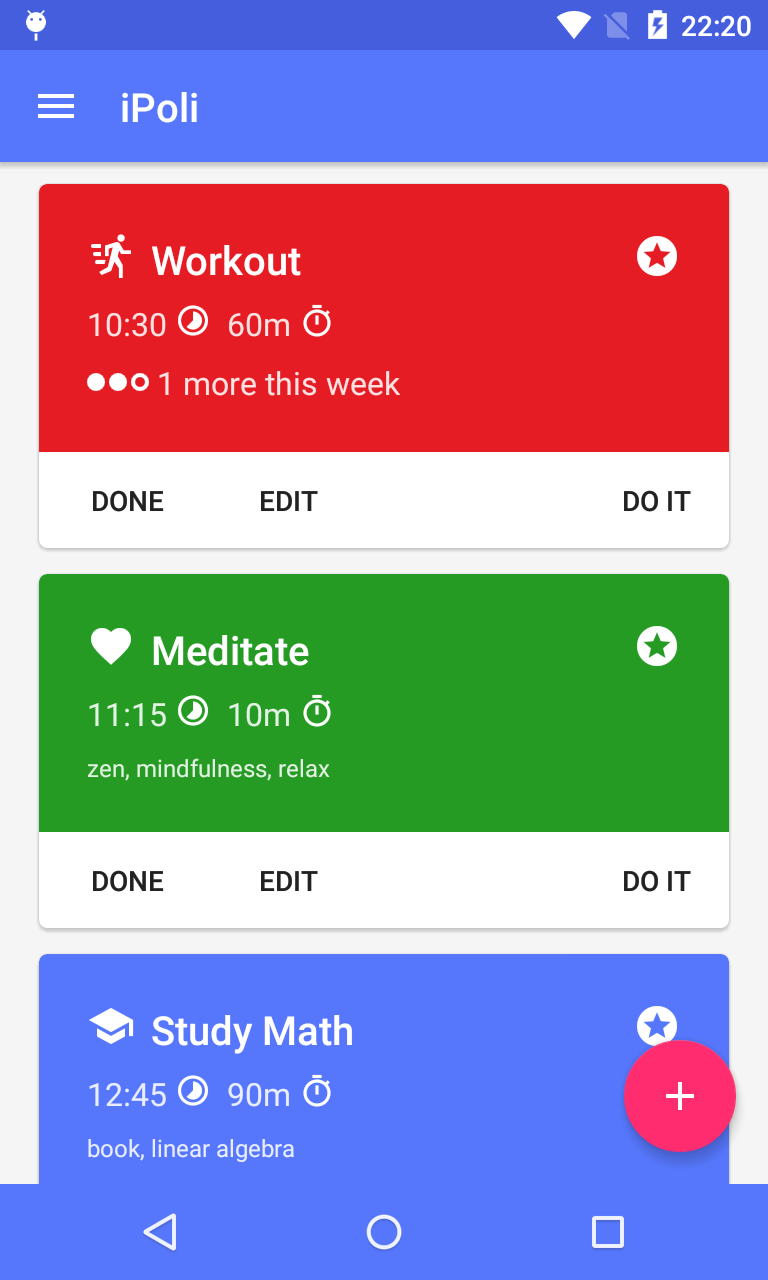 22:20
iPoli
Workout
10:30 60m
1 more this week
DONE EDIT DO IT
Meditate
11:15 10m
zen, mindfulness, relax
DONE EDIT DO IT
Study Math
12:45 90m
book, linear algebra